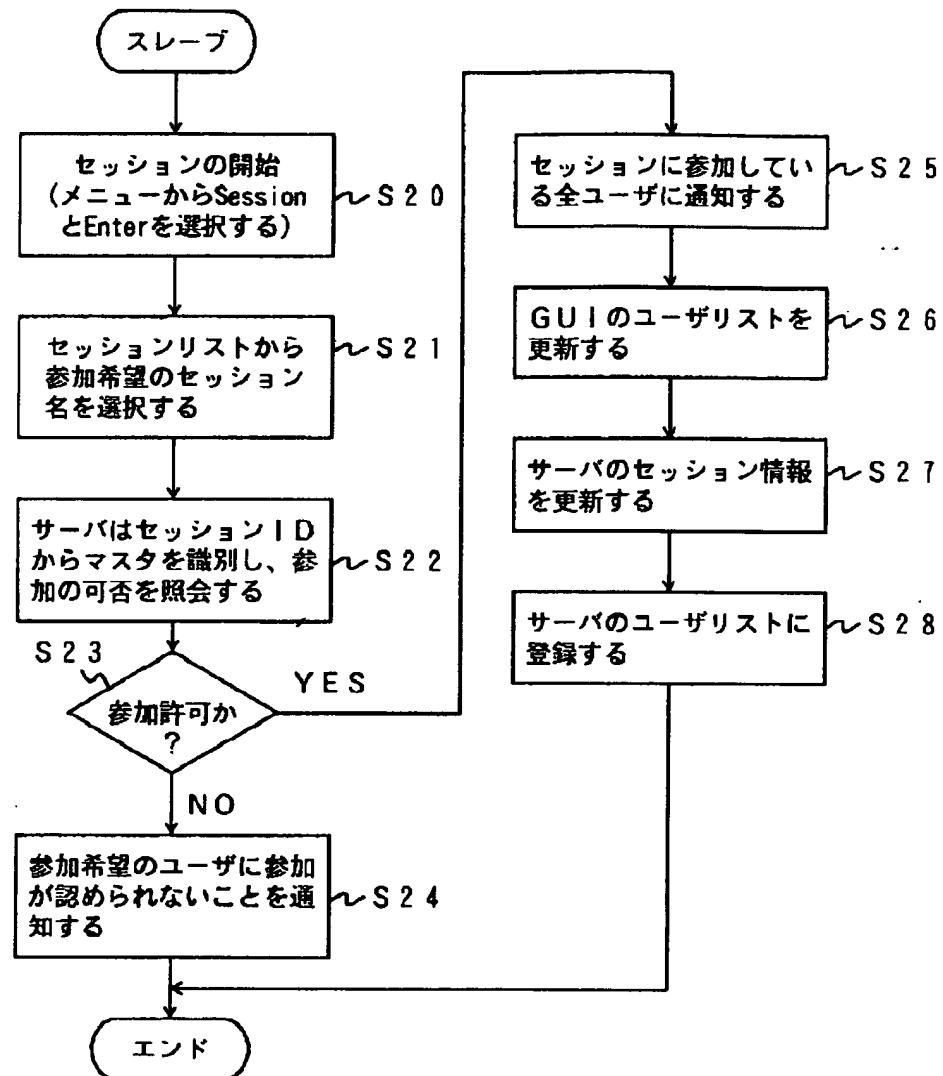 スレーブ
セッションの開始
(メニューからSession
とEnterを選択する)
S20
セッションリストから
参加希望のセッション
名を選択する
S21
サーバはセッションID
からマスタを識別し、参
加の可否を照会する
S22
S23
参加許可か
?
YES
NO
参加希望のユーザに参加
が認められないことを通
知する
S24
セッションに参加してい
る全ユーザに通知する
S25
GUIのユーザリストを
更新する
S26
サーバのセッション情報
を更新する
S27
サーバのユーザリストに
登録する
S28
エンド